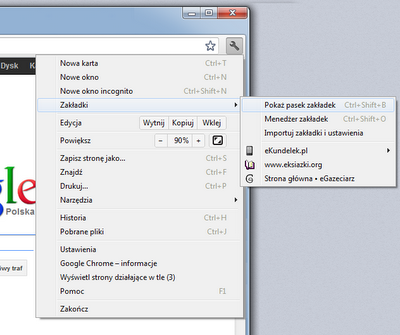 Dysk
Nowa karta Ctrl+T
Nowe okno Ctrl+N
Nowe okno incognito Ctrl+Shift+N
Zakładki
Edycja Wytnij Kopiuj Wklej
Powiększ − 90% +
Zapisz stronę jako... Ctrl+S
Znajdź Ctrl+F
Drukuj... Ctrl+P
Narzędzia
Historia Ctrl+H
Pobrane pliki Ctrl+J
Ustawienia
Google Chrome – informacje
Wyświetl strony działające w tle (3)
Pomoc F1
Zakończ
Pokaż pasek zakładek Ctrl+Shift+B
Menedżer zakładek Ctrl+Shift+O
Importuj zakładki i ustawienia
eKundelek.pl
www.eksiazki.org
Strona główna • eGazeciarz
gle
Polska
wy traf